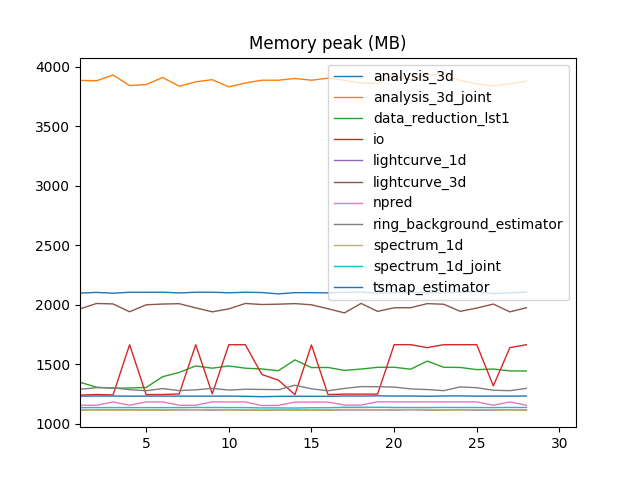 Memory peak (MB)
4000
3500
3000
2500
2000
1500
1000
analysis_3d
analysis_3d_joint
data_reduction_lst1
io
lightcurve_1d
lightcurve_3d
npred
ring_background_estimator
spectrum_1d
spectrum_1d_joint
tsmap_estimator
5 10 15 20 25 30